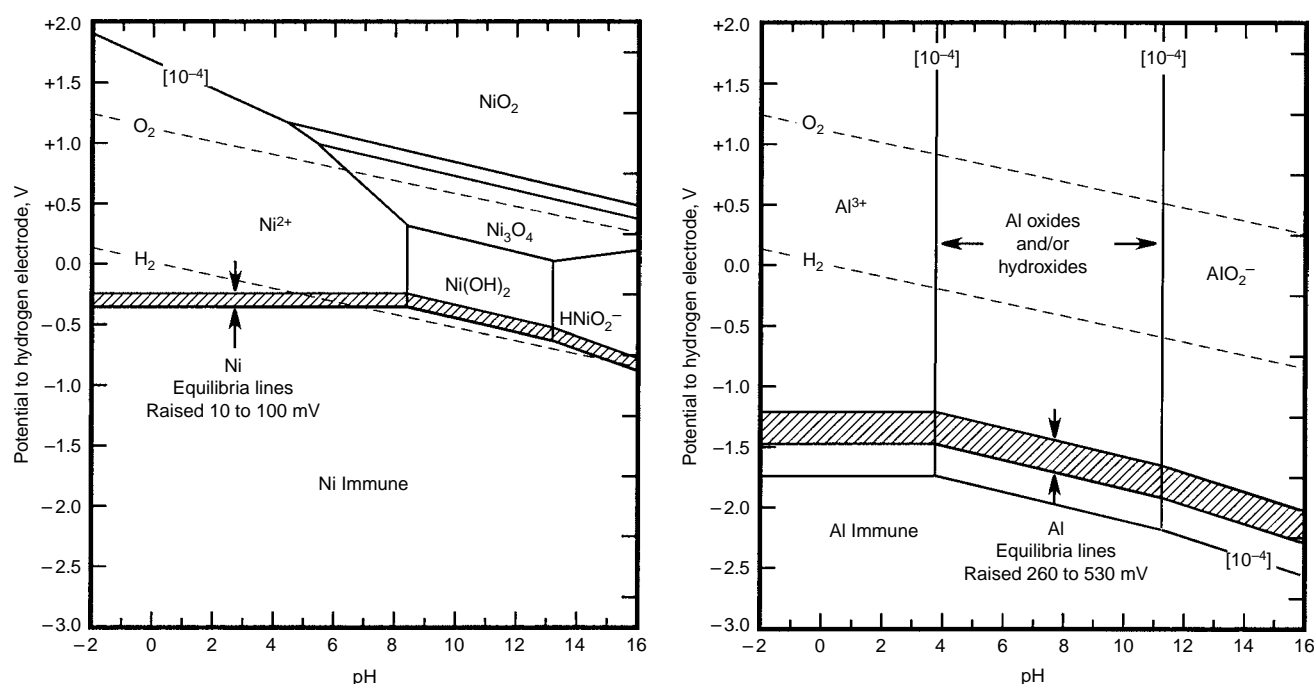 +2.0
+1.5
+1.0
+0.5
0.0
−0.5
−1.0
−1.5
−2.0
−2.5
−3.0
Potential to hydrogen electrode, V
[10⁻⁴]
NiO₂
O₂
Ni²⁺
Ni₃O₄
H₂
Ni(OH)₂
HNiO₂⁻
Ni
Equilibria lines
Raised 10 to 100 mV
Ni Immune
−2 0 2 4 6 8 10 12 14 16
pH
+2.0
+1.5
+1.0
+0.5
0.0
−0.5
−1.0
−1.5
−2.0
−2.5
−3.0
Potential to hydrogen electrode, V
[10⁻⁴] [10⁻⁴]
O₂
Al³⁺
Al oxides
and/or
hydroxides
H₂
AlO₂⁻
Al Immune
Al
Equilibria lines
Raised 260 to 530 mV
[10⁻⁴]
−2 0 2 4 6 8 10 12 14 16
pH